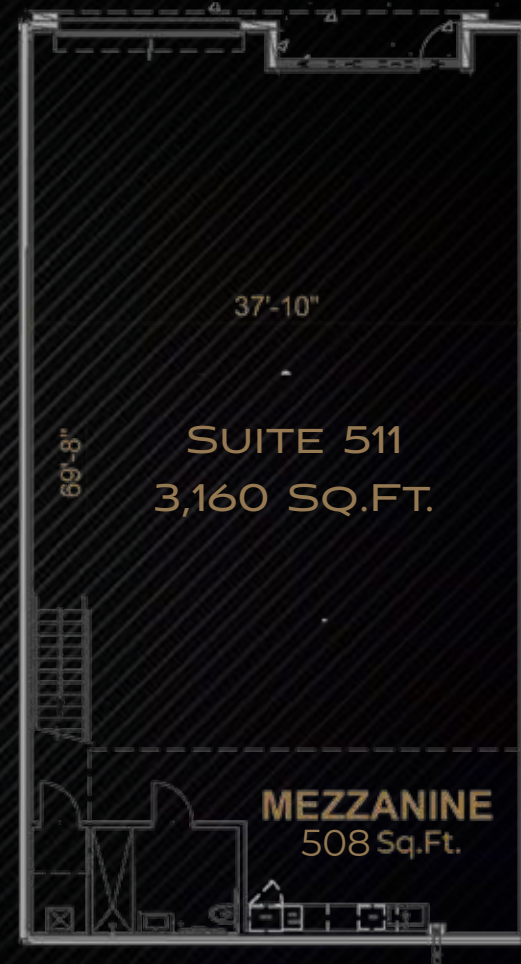 37'-10"
69'-8"
SUITE 511
3,160 SQ.FT.
MEZZANINE
508 Sq.Ft.